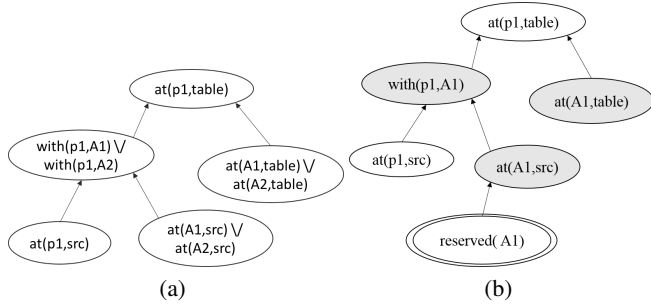 at(p1,table)
with(p1,A1) \/
with(p1,A2)
at(A1,table) \/
at(A2,table)
at(p1,src)
at(A1,src) \/
at(A2,src)
(a)
at(p1,table)
with(p1,A1)
at(A1,table)
at(p1,src)
at(A1,src)
reserved( A1)
(b)